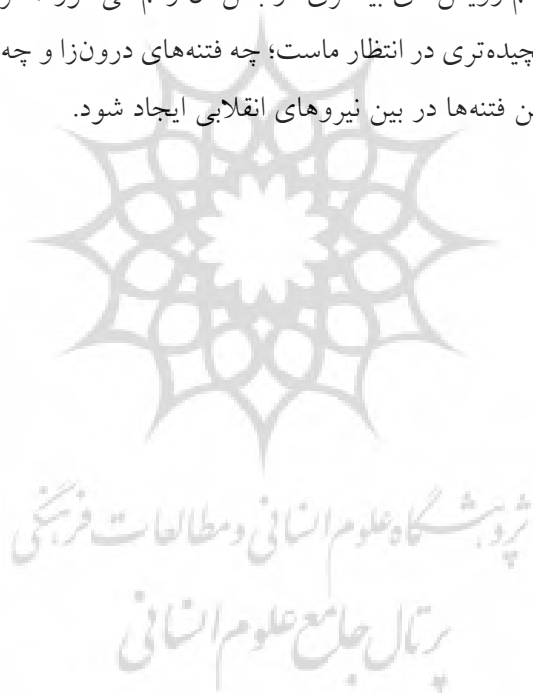 چیده‌تری در انتظار ماست؛ چه فتنه‌های درون‌زا و چه
ن فتنه‌ها در بین نیروهای انقلابی ایجاد شود.
پژوهشگاه علوم انسانی و مطالعات فرهنگی
پرتال جامع علوم انسانی